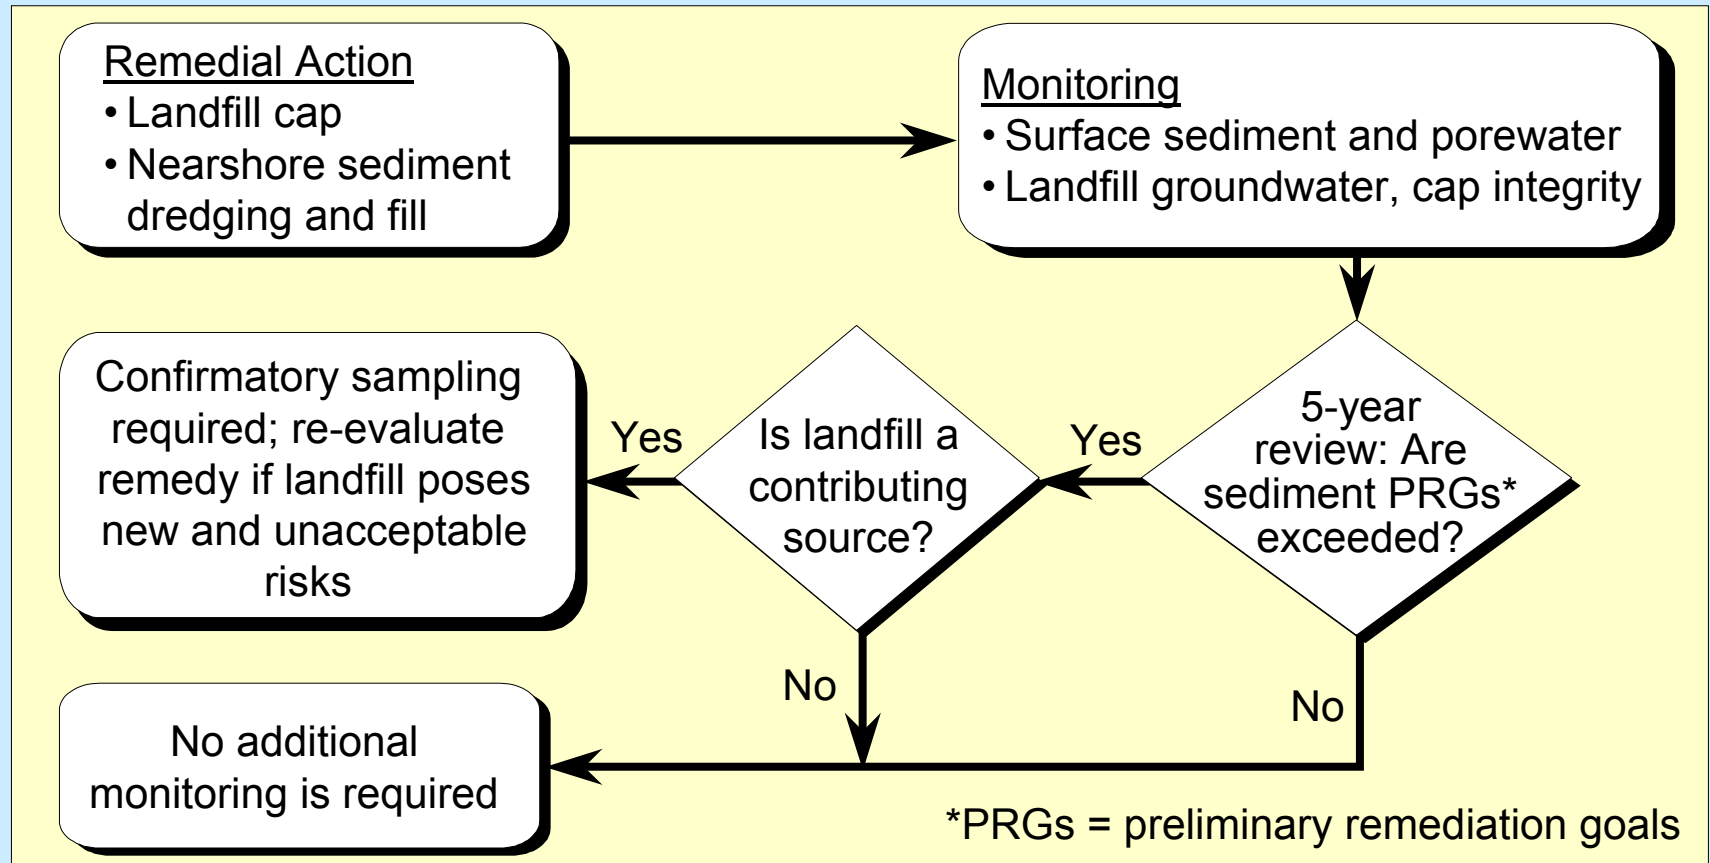 Remedial Action
• Landfill cap
• Nearshore sediment
dredging and fill
Monitoring
• Surface sediment and porewater
• Landfill groundwater, cap integrity
5-year
review: Are
sediment PRGs*
exceeded?
Yes
No
Is landfill a
contributing
source?
Yes
No
Confirmatory sampling
required; re-evaluate
remedy if landfill poses
new and unacceptable
risks
No additional
monitoring is required
*PRGs = preliminary remediation goals